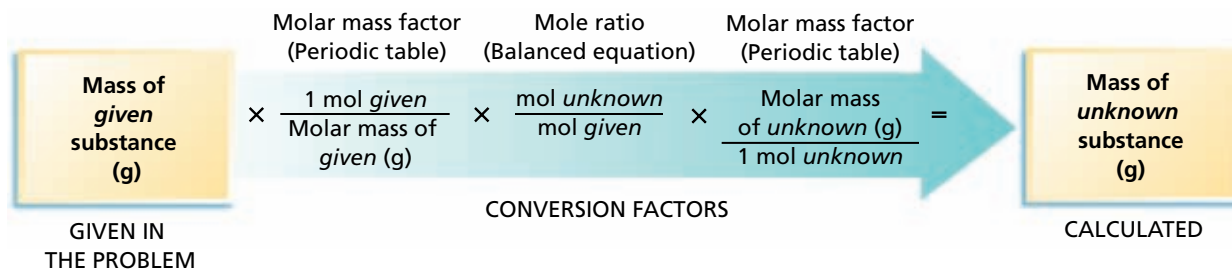 Molar mass factor
(Periodic table)
Mole ratio
(Balanced equation)
Molar mass factor
(Periodic table)
Mass of
given
substance
(g)
×
1 mol given
Molar mass of
given (g)
×
mol unknown
mol given
×
Molar mass
of unknown (g)
1 mol unknown
=
Mass of
unknown
substance
(g)
CONVERSION FACTORS
GIVEN IN
THE PROBLEM
CALCULATED